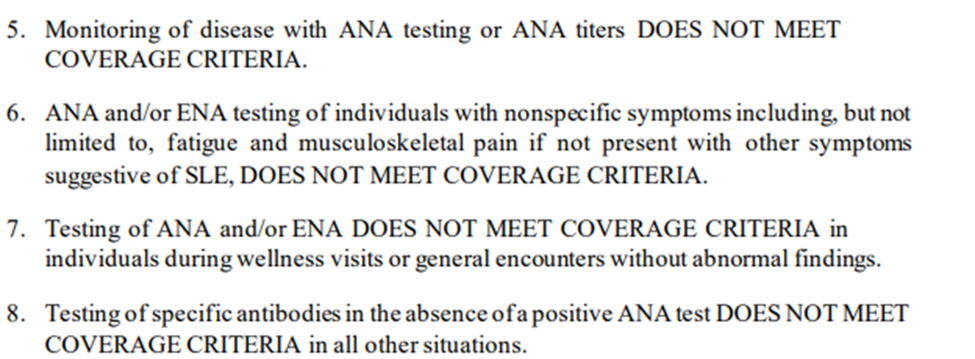 5. Monitoring of disease with ANA testing or ANA titers DOES NOT MEET
COVERAGE CRITERIA.
6. ANA and/or ENA testing of individuals with nonspecific symptoms including, but not
limited to, fatigue and musculoskeletal pain if not present with other symptoms
suggestive of SLE, DOES NOT MEET COVERAGE CRITERIA.
7. Testing of ANA and/or ENA DOES NOT MEET COVERAGE CRITERIA in
individuals during wellness visits or general encounters without abnormal findings.
8. Testing of specific antibodies in the absence of a positive ANA test DOES NOT MEET
COVERAGE CRITERIA in all other situations.